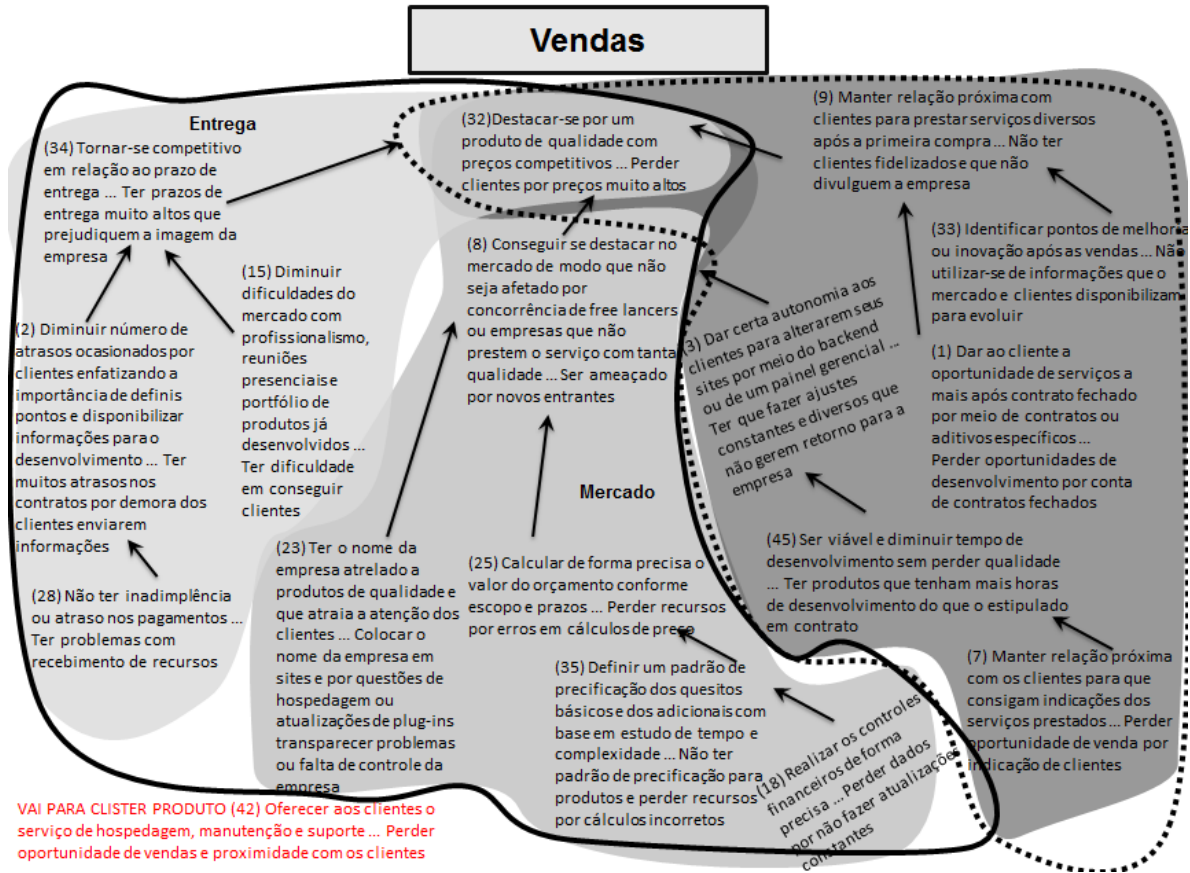 Vendas
Entrega
(34) Tornar-se competitivo
em relação ao prazo de
entrega ... Ter prazos de
entrega muito altos que
prejudiquem a imagem da
empresa
(32)Destacar-se por um
produto de qualidade com
preços competitivos ... Perder
clientes por preços muito altos
(9) Manter relação próxima com
clientes para prestar serviços diversos
após a primeira compra ... Não ter
clientes fidelizados e que não
divulguem a empresa
(33) Identificar pontos de melhoria
ou inovação após as vendas ... Não
utilizar-se de informações que o
mercado e clientes disponibilizam
para evoluir
(15) Diminuir
dificuldades do
mercado com
profissionalismo,
reuniões
presenciais e
portfólio de
produtos já
desenvolvidos ...
Ter dificuldade
em conseguir
clientes
(8) Conseguir se destacar no
mercado de modo que não
seja afetado por
concorrência de free lancers
ou empresas que não
prestem o serviço com tanta
qualidade ... Ser ameaçado
por novos entrantes
(2) Diminuir número de
atrasos ocasionados por
clientes enfatizando a
importância de definis
pontos e disponibilizar
informações para o
desenvolvimento ... Ter
muitos atrasos nos
contratos por demora dos
clientes enviarem
informações
(3) Dar certa autonomia aos
clientes para alterarem seus
sites por meio do backend
ou de um painel gerencial ...
Ter que fazer ajustes
constantes e diversos que
não gerem retorno para a
empresa
(1) Dar ao cliente a
oportunidade de serviços a
mais após contrato fechado
por meio de contratos ou
aditivos específicos ...
Perder oportunidades de
desenvolvimento por conta
de contratos fechados
Mercado
(28) Não ter inadimplência
ou atraso nos pagamentos ...
Ter problemas com
recebimento de recursos
(23) Ter o nome da
empresa atrelado a
produtos de qualidade e
que atraia a atenção dos
clientes ... Colocar o
nome da empresa em
sites e por questões de
hospedagem ou
atualizações de plug-ins
transparecer problemas
ou falta de controle da
empresa
(25) Calcular de forma precisa o
valor do orçamento conforme
escopo e prazos ... Perder recursos
por erros em cálculos de preço
(45) Ser viável e diminuir tempo de
desenvolvimento sem perder qualidade
... Ter produtos que tenham mais horas
de desenvolvimento do que o estipulado
em contrato
(35) Definir um padrão de
precificação dos quesitos
básicos e dos adicionais com
base em estudo de tempo e
complexidade ... Não ter
padrão de precificação para
produtos e perder recursos
por cálculos incorretos
(18) Realizar os controles
financeiros de forma
precisa ... Perder dados
por não fazer atualizações
constantes
(7) Manter relação próxima
com os clientes para que
consigam indicações dos
serviços prestados ... Perder
oportunidade de venda por
indicação de clientes
VAI PARA CLISTER PRODUTO (42) Oferecer aos clientes o
serviço de hospedagem, manutenção e suporte ... Perder
oportunidade de vendas e proximidade com os clientes